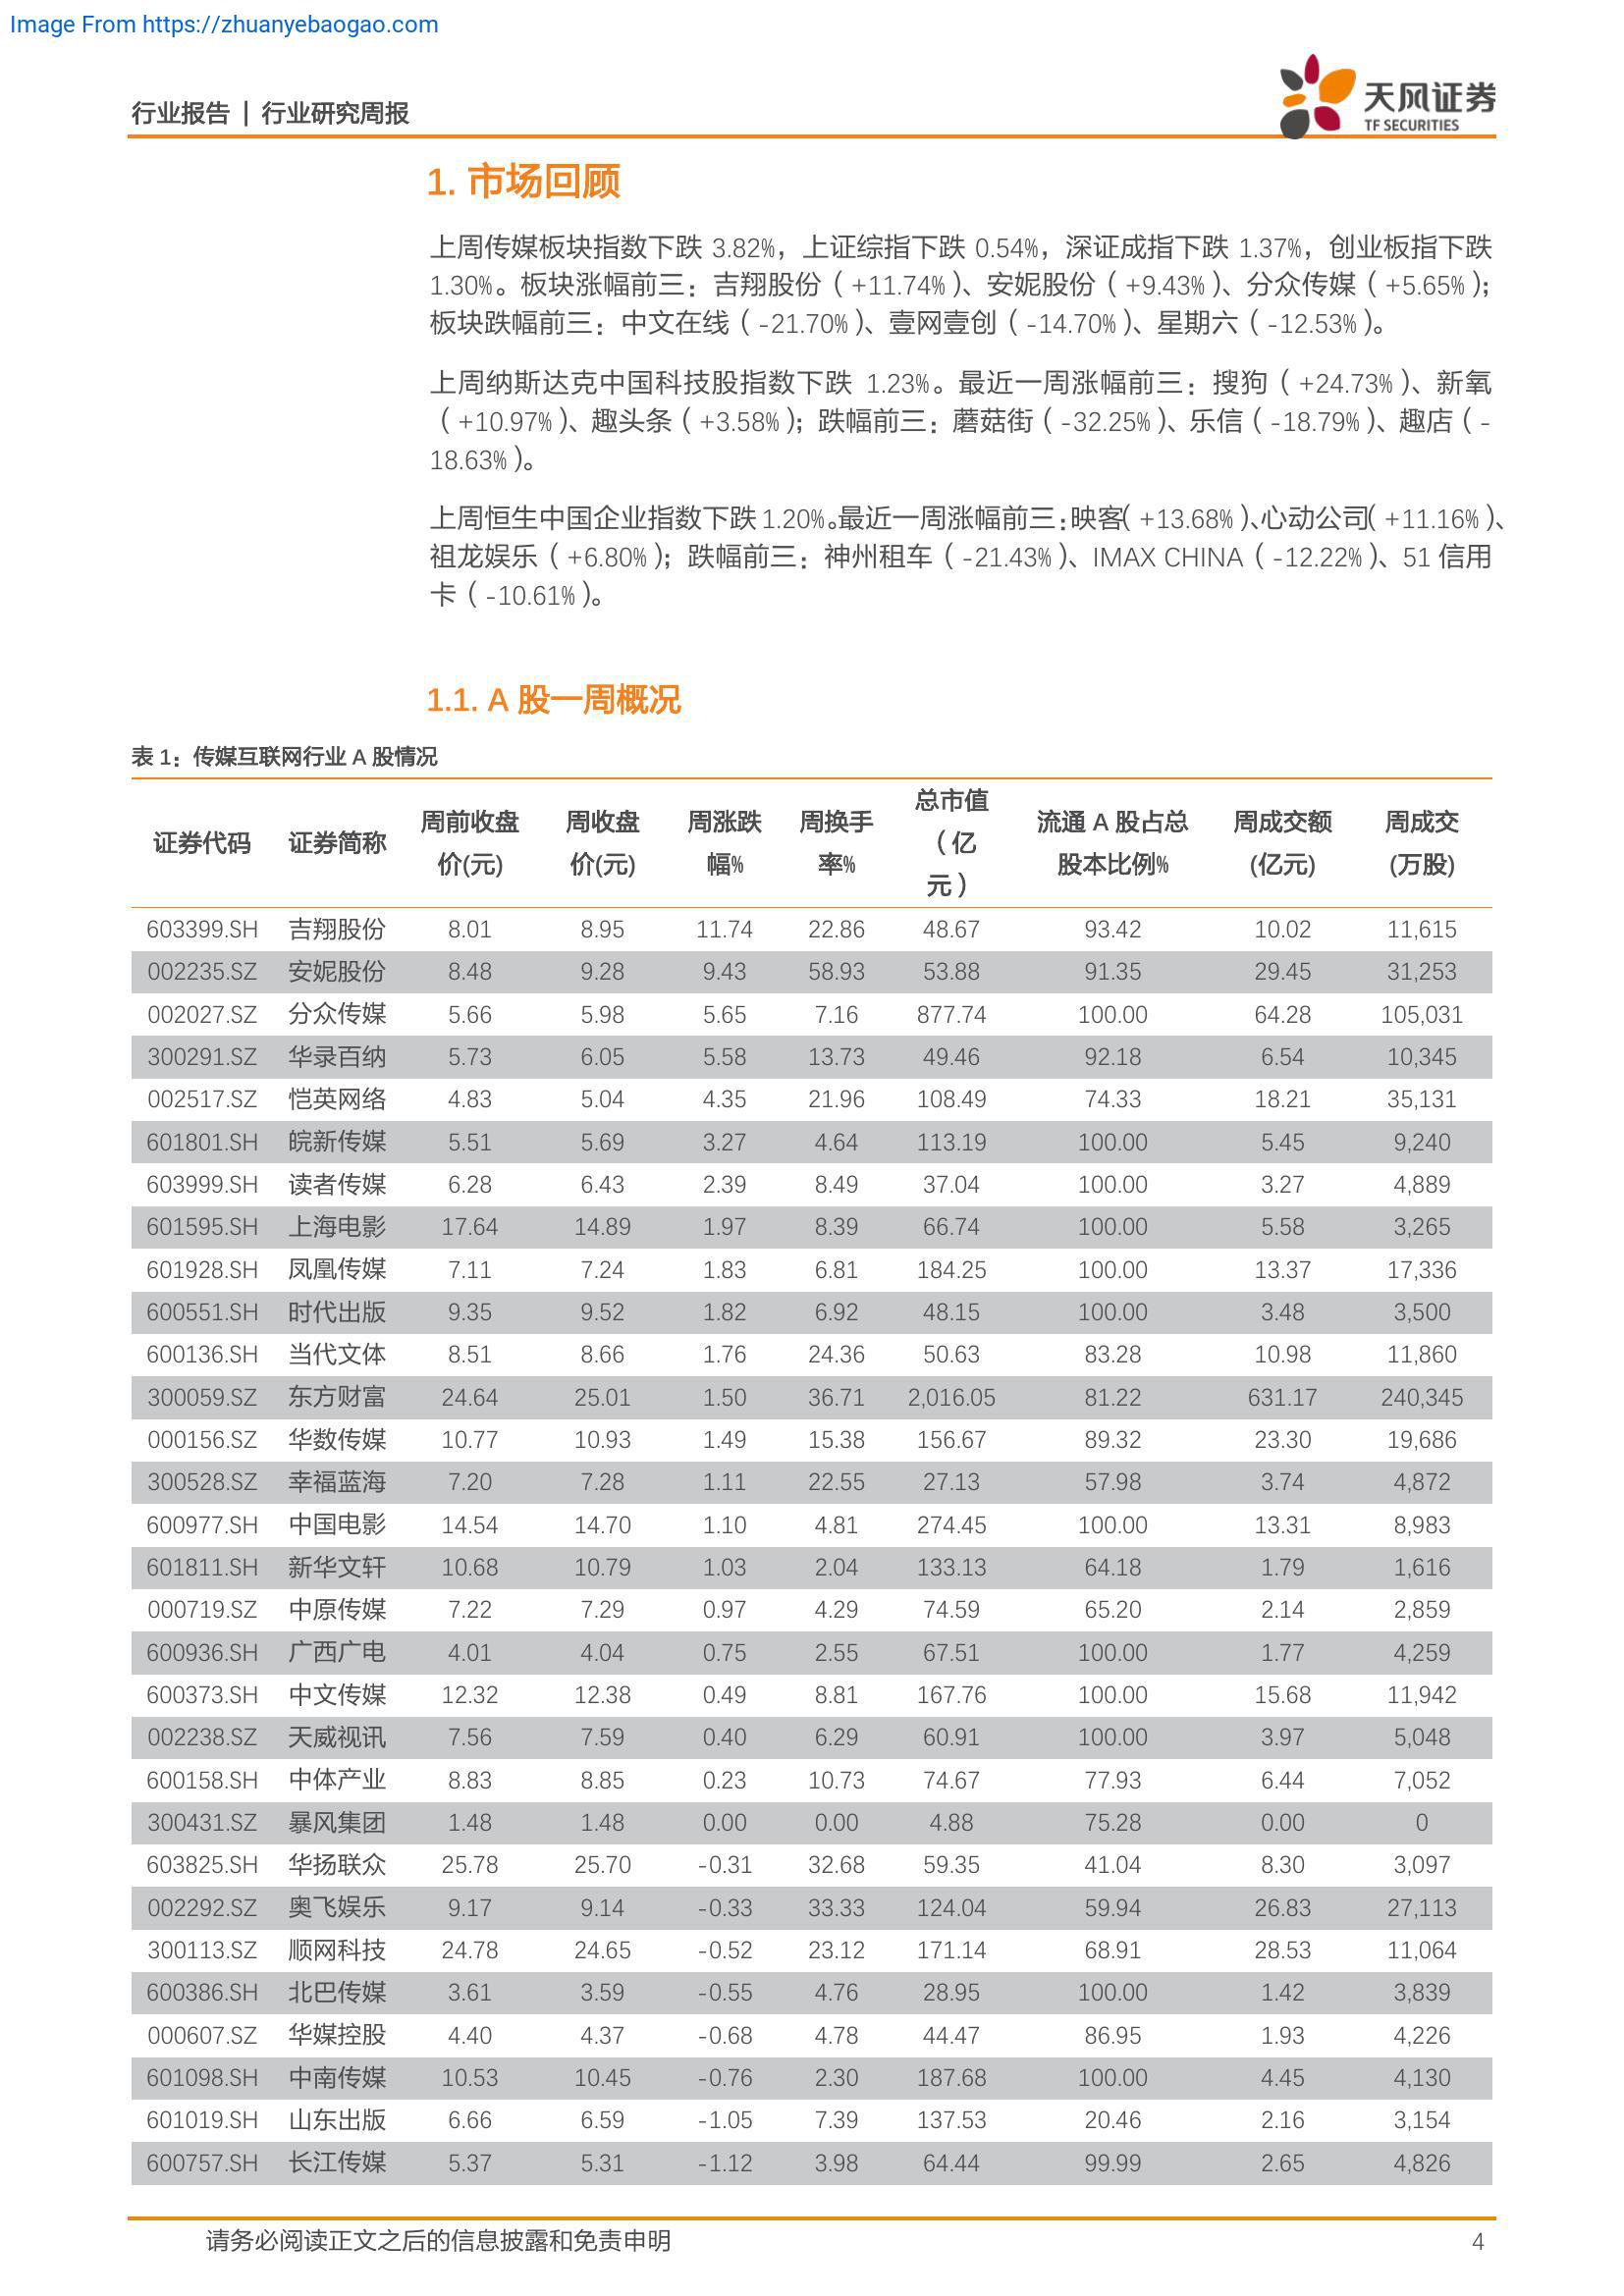 Image From https://zhuanyebaogao.com
行业报告 | 行业研究周报
天风证券
TF SECURITIES
1. 市场回顾
上周传媒板块指数下跌 3.82%，上证综指下跌 0.54%，深证成指下跌 1.37%，创业板指下跌
1.30%。板块涨幅前三：吉翔股份（+11.74%）、安妮股份（+9.43%）、分众传媒（+5.65%）；
板块跌幅前三：中文在线（-21.70%）、壹网壹创（-14.70%）、星期六（-12.53%）。
上周纳斯达克中国科技股指数下跌 1.23%。最近一周涨幅前三：搜狗（+24.73%）、新氧
（+10.97%）、趣头条（+3.58%）；跌幅前三：蘑菇街（-32.25%）、乐信（-18.79%）、趣店（-
18.63%）。
上周恒生中国企业指数下跌 1.20%。最近一周涨幅前三：映客（+13.68%）、心动公司（+11.16%）、
祖龙娱乐（+6.80%）；跌幅前三：神州租车（-21.43%）、IMAX CHINA（-12.22%）、51 信用
卡（-10.61%）。
1.1. A 股一周概况
表 1：传媒互联网行业 A 股情况
证券代码 证券简称 周前收盘价(元) 周收盘价(元) 周涨跌幅% 周换手率% 总市值（亿元） 流通 A 股占总股本比例% 周成交额(亿元) 周成交(万股)
603399.SH 吉翔股份 8.01 8.95 11.74 22.86 48.67 93.42 10.02 11,615
002235.SZ 安妮股份 8.48 9.28 9.43 58.93 53.88 91.35 29.45 31,253
002027.SZ 分众传媒 5.66 5.98 5.65 7.16 877.74 100.00 64.28 105,031
300291.SZ 华录百纳 5.73 6.05 5.58 13.73 49.46 92.18 6.54 10,345
002517.SZ 恺英网络 4.83 5.04 4.35 21.96 108.49 74.33 18.21 35,131
601801.SH 皖新传媒 5.51 5.69 3.27 4.64 113.19 100.00 5.45 9,240
603999.SH 读者传媒 6.28 6.43 2.39 8.49 37.04 100.00 3.27 4,889
601595.SH 上海电影 17.64 14.89 1.97 8.39 66.74 100.00 5.58 3,265
601928.SH 凤凰传媒 7.11 7.24 1.83 6.81 184.25 100.00 13.37 17,336
600551.SH 时代出版 9.35 9.52 1.82 6.92 48.15 100.00 3.48 3,500
600136.SH 当代文体 8.51 8.66 1.76 24.36 50.63 83.28 10.98 11,860
300059.SZ 东方财富 24.64 25.01 1.50 36.71 2,016.05 81.22 631.17 240,345
000156.SZ 华数传媒 10.77 10.93 1.49 15.38 156.67 89.32 23.30 19,686
300528.SZ 幸福蓝海 7.20 7.28 1.11 22.55 27.13 57.98 3.74 4,872
600977.SH 中国电影 14.54 14.70 1.10 4.81 274.45 100.00 13.31 8,983
601811.SH 新华文轩 10.68 10.79 1.03 2.04 133.13 64.18 1.79 1,616
000719.SZ 中原传媒 7.22 7.29 0.97 4.29 74.59 65.20 2.14 2,859
600936.SH 广西广电 4.01 4.04 0.75 2.55 67.51 100.00 1.77 4,259
600373.SH 中文传媒 12.32 12.38 0.49 8.81 167.76 100.00 15.68 11,942
002238.SZ 天威视讯 7.56 7.59 0.40 6.29 60.91 100.00 3.97 5,048
600158.SH 中体产业 8.83 8.85 0.23 10.73 74.67 77.93 6.44 7,052
300431.SZ 暴风集团 1.48 1.48 0.00 0.00 4.88 75.28 0.00 0
603825.SH 华扬联众 25.78 25.70 -0.31 32.68 59.35 41.04 8.30 3,097
002292.SZ 奥飞娱乐 9.17 9.14 -0.33 33.33 124.04 59.94 26.83 27,113
300113.SZ 顺网科技 24.78 24.65 -0.52 23.12 171.14 68.91 28.53 11,064
600386.SH 北巴传媒 3.61 3.59 -0.55 4.76 28.95 100.00 1.42 3,839
000607.SZ 华媒控股 4.40 4.37 -0.68 4.78 44.47 86.95 1.93 4,226
601098.SH 中南传媒 10.53 10.45 -0.76 2.30 187.68 100.00 4.45 4,130
601019.SH 山东出版 6.66 6.59 -1.05 7.39 137.53 20.46 2.16 3,154
600757.SH 长江传媒 5.37 5.31 -1.12 3.98 64.44 99.99 2.65 4,826
请务必阅读正文之后的信息披露和免责申明 4